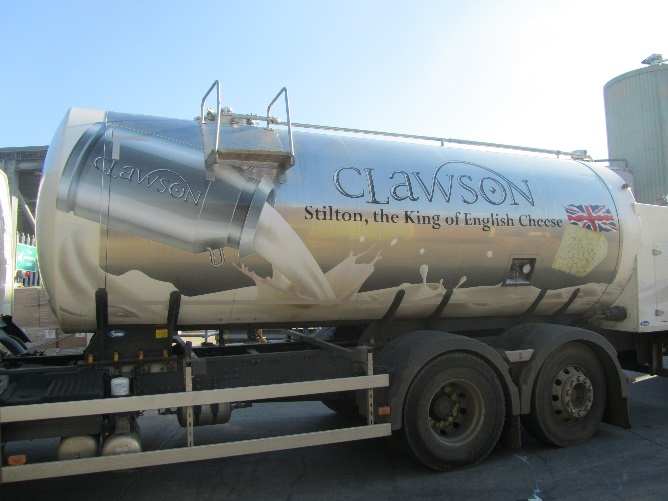 CLAWSON
CLAWSON
Stilton, the King of English Cheese